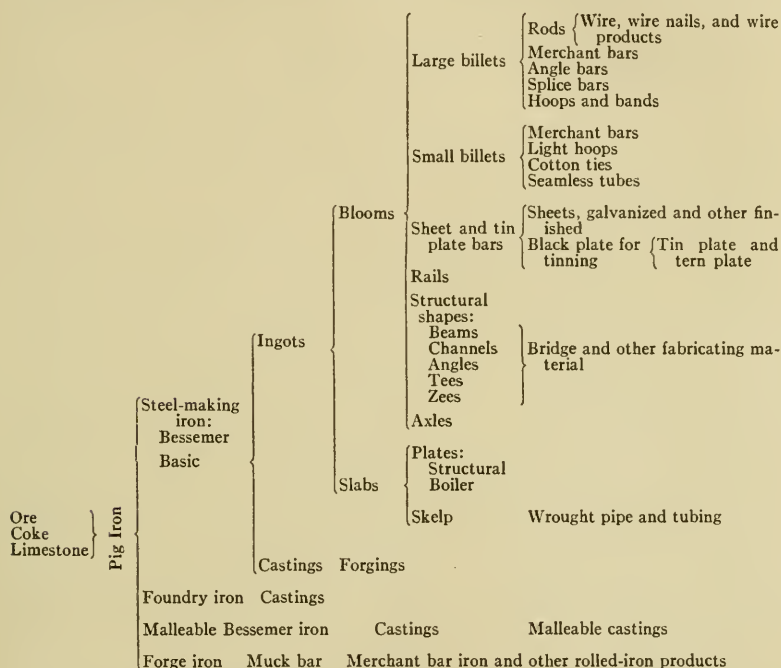 Large billets
Rods
Wire, wire nails, and wire
products
Merchant bars
Angle bars
Splice bars
Hoops and bands
Small billets
Merchant bars
Light hoops
Cotton ties
Seamless tubes
Blooms
Sheet and tin
plate bars
Sheets, galvanized and other fin-
ished
Black plate for
tinning
Tin plate and
tern plate
Rails
Structural
shapes:
Beams
Channels
Angles
Tees
Zees
Bridge and other fabricating ma-
terial
Axles
Ingots
Steel-making
iron:
Bessemer
Basic
Slabs
Plates:
Structural
Boiler
Skelp Wrought pipe and tubing
Ore
Coke
Limestone
Pig Iron
Castings Forgings
Foundry iron Castings
Malleable Bessemer iron Castings Malleable castings
Forge iron Muck bar Merchant bar iron and other rolled-iron products